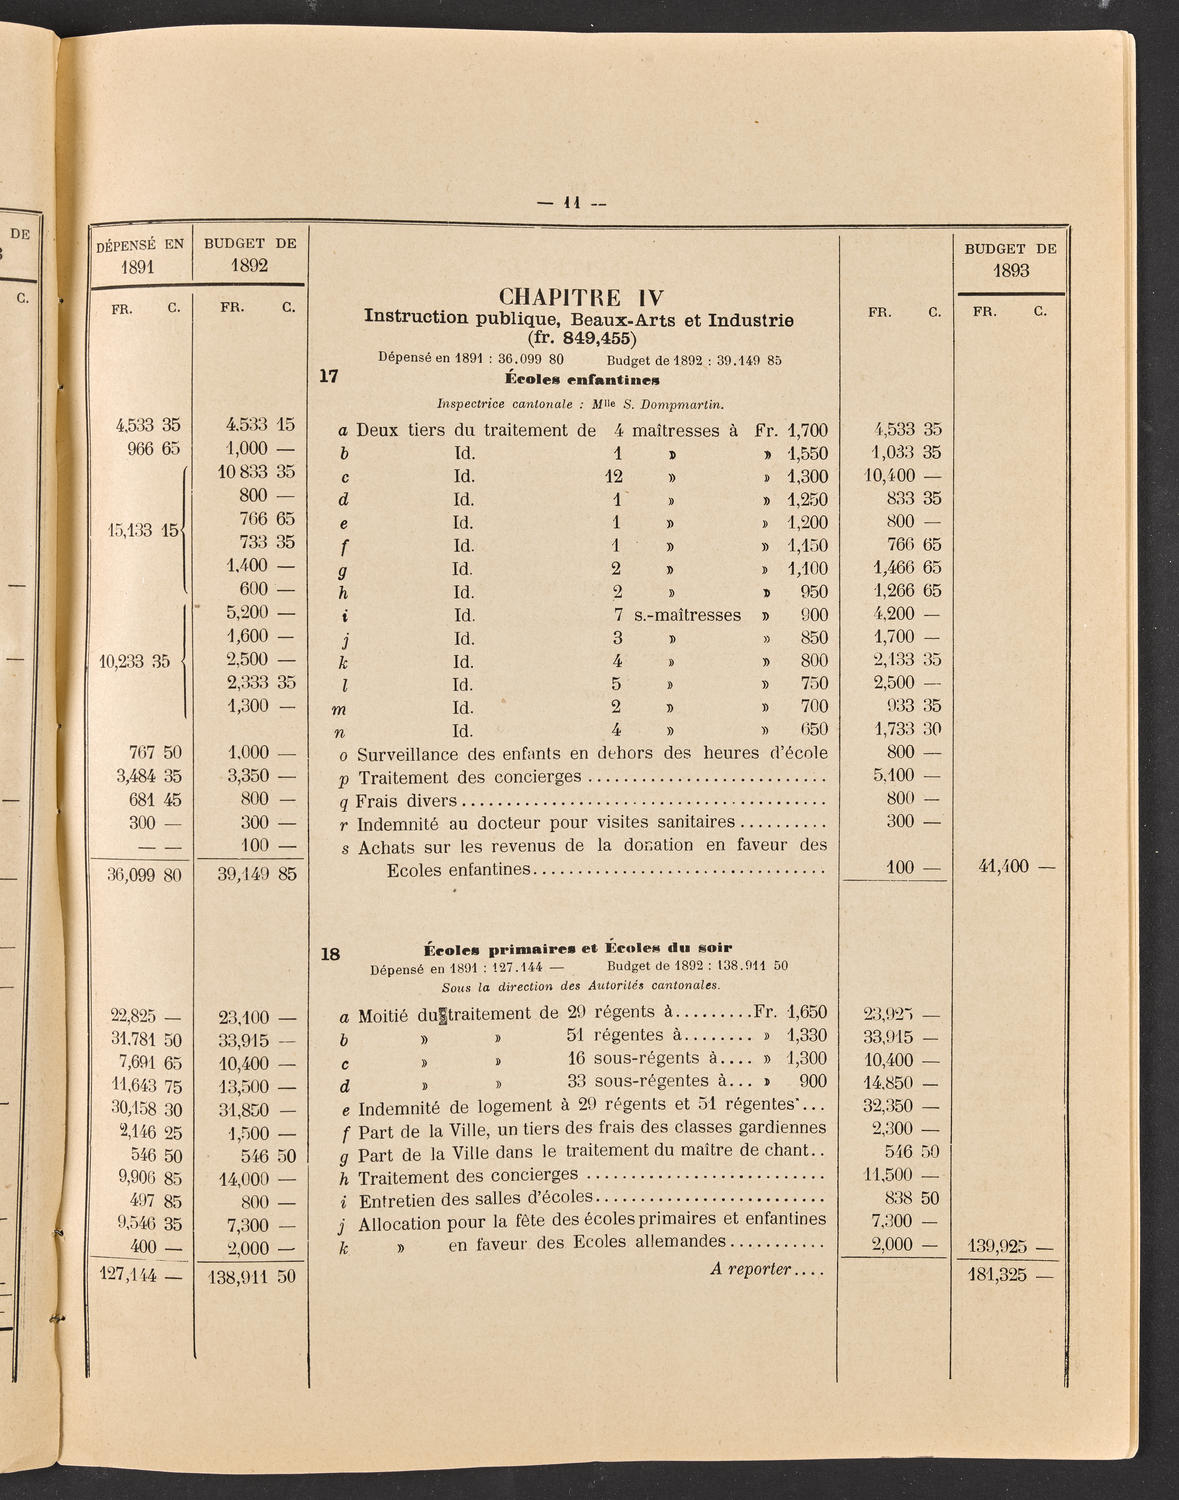 — 11 --
DE
C.
DÉPENSÉ EN 1891 BUDGET DE 1892 BUDGET DE 1893
FR. C. FR. C. FR. C. FR. C.
CHAPITRE IV
Instruction publique, Beaux-Arts et Industrie
(fr. 849,455)
Dépensé en 1891 : 36.099 80 Budget de 1892 : 39.149 85
17 Écoles enfantines
Inspectrice cantonale : Mlle S. Dompmartin.
4,533 35 4.533 15 a Deux tiers du traitement de 4 maîtresses à Fr. 1,700 4,533 35
966 65 1,000 — b Id. 1 » » 1,550 1,033 35
10 833 35 c Id. 12 » » 1,300 10,400 —
800 — d Id. 1 » » 1,250 833 35
15,133 15 766 65 e Id. 1 » » 1,200 800 —
733 35 f Id. 1 » » 1,150 766 65
1,400 — g Id. 2 » » 1,100 1,466 65
600 — h Id. 2 » » 950 1,266 65
5,200 — i Id. 7 s.-maîtresses » 900 4,200 —
1,600 — j Id. 3 » » 850 1,700 —
10,233 35 2,500 — k Id. 4 » » 800 2,133 35
2,333 35 l Id. 5 » » 750 2,500 —
1,300 — m Id. 2 » » 700 933 35
n Id. 4 » » 650 1,733 30
767 50 1,000 — o Surveillance des enfants en dehors des heures d'école 800 —
3,484 35 3,350 — p Traitement des concierges ........................... 5,100 —
681 45 800 — q Frais divers ......................................... 800 —
300 — 300 — r Indemnité au docteur pour visites sanitaires .......... 300 —
— — 100 — s Achats sur les revenus de la donation en faveur des
36,099 80 39,149 85 Ecoles enfantines ................................. 100 — 41,400 —
18 Écoles primaires et Écoles du soir
Dépensé en 1891 : 127.144 — Budget de 1892 : 138.911 50
Sous la direction des Autorités cantonales.
22,825 — 23,100 — a Moitié du traitement de 29 régents à ......... Fr. 1,650 23,925 —
31.781 50 33,915 — b » » 51 régentes à ........ » 1,330 33,915 —
7,691 65 10,400 — c » » 16 sous-régents à .... » 1,300 10,400 —
11,643 75 13,500 — d » » 33 sous-régentes à ... » 900 14,850 —
30,158 30 31,850 — e Indemnité de logement à 29 régents et 51 régentes ... 32,350 —
2,146 25 1,500 — f Part de la Ville, un tiers des frais des classes gardiennes 2,300 —
546 50 546 50 g Part de la Ville dans le traitement du maître de chant .. 546 50
9,906 85 14,000 — h Traitement des concierges ........................... 11,500 —
497 85 800 — i Entretien des salles d'écoles .......................... 838 50
9,546 35 7,300 — j Allocation pour la fête des écoles primaires et enfantines 7,300 —
400 — 2,000 — k » en faveur des Ecoles allemandes ........... 2,000 — 139,925 —
127,144 — 138,911 50 A reporter .... 181,325 —